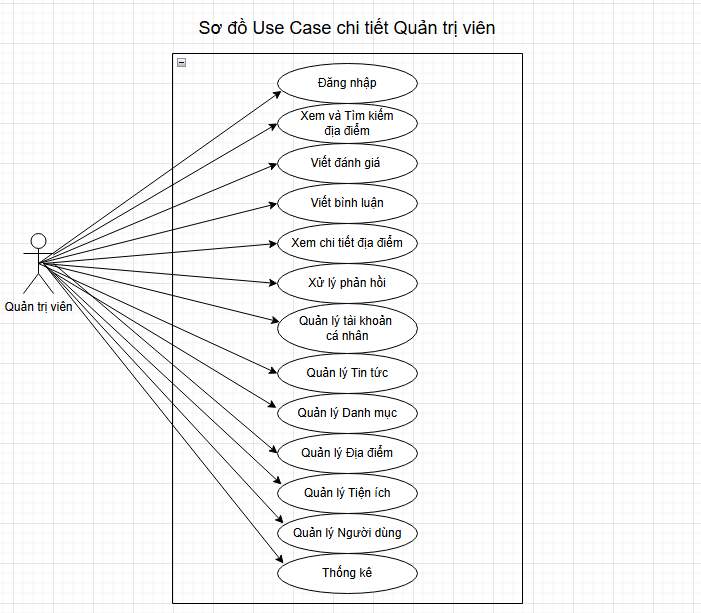 Sơ đồ Use Case chi tiết Quản trị viên
Đăng nhập
Xem và Tìm kiếm
địa điểm
Viết đánh giá
Viết bình luận
Xem chi tiết địa điểm
Xử lý phản hồi
Quản lý tài khoản
cá nhân
Quản lý Tin tức
Quản lý Danh mục
Quản lý Địa điểm
Quản lý Tiện ích
Quản lý Người dùng
Thống kê
Quản trị viên